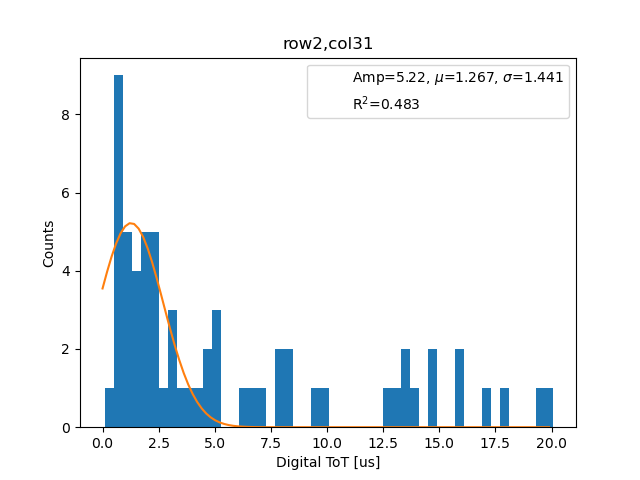 row2,col31
Amp=5.22, μ=1.267, σ=1.441
R²=0.483
Counts
8
6
4
2
0
0.0 2.5 5.0 7.5 10.0 12.5 15.0 17.5 20.0
Digital ToT [us]